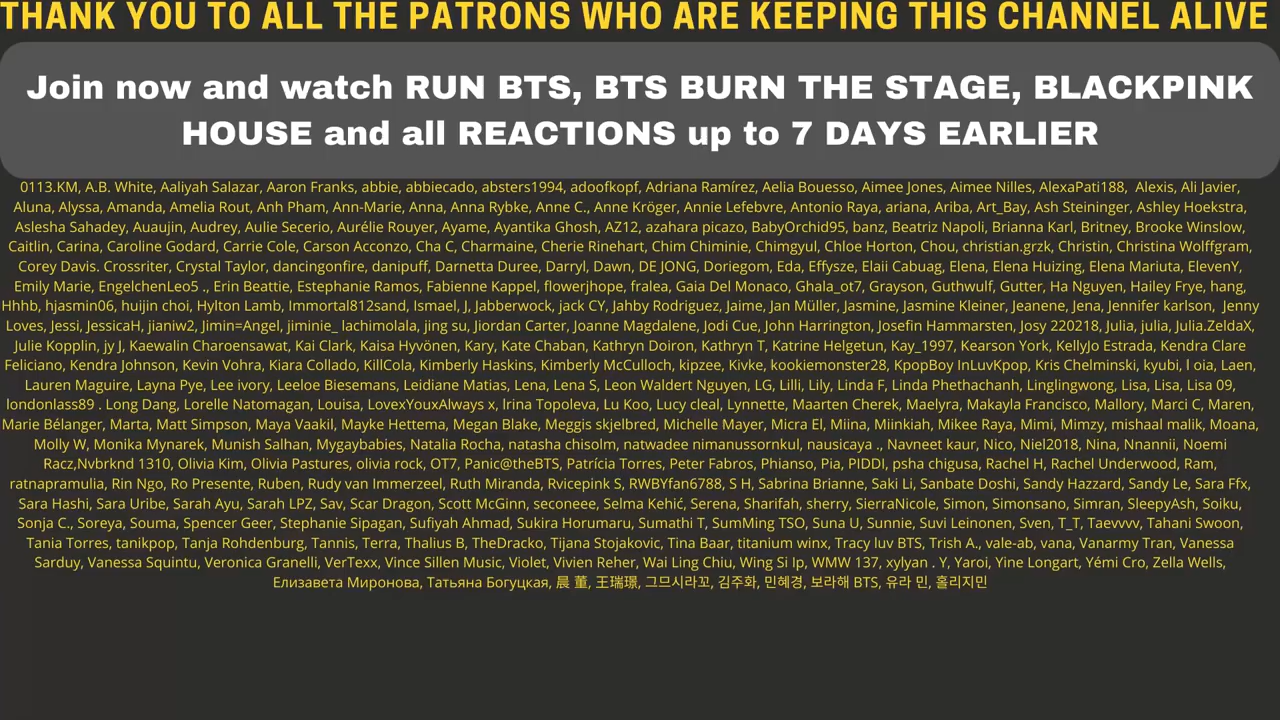 THANK YOU TO ALL THE PATRONS WHO ARE KEEPING THIS CHANNEL ALIVE
Join now and watch RUN BTS, BTS BURN THE STAGE, BLACKPINK
HOUSE and all REACTIONS up to 7 DAYS EARLIER
0113.KM, A.B. White, Aaliyah Salazar, Aaron Franks, abbie, abbiecado, absters1994, adoofkopf, Adriana Ramírez, Aelia Bouesso, Aimee Jones, Aimee Nilles, AlexaPati188, Alexis, Ali Javier,
Aluna, Alyssa, Amanda, Amelia Rout, Anh Pham, Ann-Marie, Anna, Anna Rybke, Anne C., Anne Kröger, Annie Lefebvre, Antonio Raya, ariana, Ariba, Art_Bay, Ash Steininger, Ashley Hoekstra,
Aslesha Sahadey, Auaujin, Audrey, Aulie Secerio, Aurélie Rouyer, Ayame, Ayantika Ghosh, AZ12, azahara picazo, BabyOrchid95, banz, Beatriz Napoli, Brianna Karl, Britney, Brooke Winslow,
Caitlin, Carina, Caroline Godard, Carrie Cole, Carson Acconzo, Cha C, Charmaine, Cherie Rinehart, Chim Chiminie, Chimgyul, Chloe Horton, Chou, christian.grzk, Christin, Christina Wolffgram,
Corey Davis. Crossriter, Crystal Taylor, dancingonfire, danipuff, Darnetta Duree, Darryl, Dawn, DE JONG, Doriegom, Eda, Effysze, Elaii Cabuag, Elena, Elena Huizing, Elena Mariuta, ElevenY,
Emily Marie, EngelchenLeo5 ., Erin Beattie, Estephanie Ramos, Fabienne Kappel, flowerjhope, fralea, Gaia Del Monaco, Ghala_ot7, Grayson, Guthwulf, Gutter, Ha Nguyen, Hailey Frye, hang,
Hhhb, hjasmin06, huijin choi, Hylton Lamb, Immortal812sand, Ismael, J, Jabberwock, jack CY, Jahby Rodriguez, Jaime, Jan Müller, Jasmine, Jasmine Kleiner, Jeanene, Jena, Jennifer karlson, Jenny
Loves, Jessi, JessicaH, jianiw2, Jimin=Angel, jiminie_ lachimolala, jing su, Jiordan Carter, Joanne Magdalene, Jodi Cue, John Harrington, Josefin Hammarsten, Josy 220218, Julia, julia, Julia.ZeldaX,
Julie Kopplin, jy J, Kaewalin Charoensawat, Kai Clark, Kaisa Hyvönen, Kary, Kate Chaban, Kathryn Doiron, Kathryn T, Katrine Helgetun, Kay_1997, Kearson York, KellyJo Estrada, Kendra Clare
Feliciano, Kendra Johnson, Kevin Vohra, Kiara Collado, KillCola, Kimberly Haskins, Kimberly McCulloch, kipzee, Kivke, kookiemonster28, KpopBoy InLuvKpop, Kris Chelminski, kyubi, l oia, Laen,
Lauren Maguire, Layna Pye, Lee ivory, Leeloe Biesemans, Leidiane Matias, Lena, Lena S, Leon Waldert Nguyen, LG, Lilli, Lily, Linda F, Linda Phethachanh, Linglingwong, Lisa, Lisa, Lisa 09,
londonlass89 . Long Dang, Lorelle Natomagan, Louisa, LovexYouxAlways x, lrina Topoleva, Lu Koo, Lucy cleal, Lynnette, Maarten Cherek, Maelyra, Makayla Francisco, Mallory, Marci C, Maren,
Marie Bélanger, Marta, Matt Simpson, Maya Vaakil, Mayke Hettema, Megan Blake, Meggis skjelbred, Michelle Mayer, Micra El, Miina, Miinkiah, Mikee Raya, Mimi, Mimzy, mishaal malik, Moana,
Molly W, Monika Mynarek, Munish Salhan, Mygaybabies, Natalia Rocha, natasha chisolm, natwadee nimanussornkul, nausicaya ., Navneet kaur, Nico, Niel2018, Nina, Nnannii, Noemi
Racz,Nvbrknd 1310, Olivia Kim, Olivia Pastures, olivia rock, OT7, Panic@theBTS, Patrícia Torres, Peter Fabros, Phianso, Pia, PIDDI, psha chigusa, Rachel H, Rachel Underwood, Ram,
ratnapramulia, Rin Ngo, Ro Presente, Ruben, Rudy van Immerzeel, Ruth Miranda, Rvicepink S, RWBYfan6788, S H, Sabrina Brianne, Saki Li, Sanbate Doshi, Sandy Hazzard, Sandy Le, Sara Ffx,
Sara Hashi, Sara Uribe, Sarah Ayu, Sarah LPZ, Sav, Scar Dragon, Scott McGinn, seconeee, Selma Kehić, Serena, Sharifah, sherry, SierraNicole, Simon, Simonsano, Simran, SleepyAsh, Soiku,
Sonja C., Soreya, Souma, Spencer Geer, Stephanie Sipagan, Sufiyah Ahmad, Sukira Horumaru, Sumathi T, SumMing TSO, Suna U, Sunnie, Suvi Leinonen, Sven, T_T, Taevvvv, Tahani Swoon,
Tania Torres, tanikpop, Tanja Rohdenburg, Tannis, Terra, Thalius B, TheDracko, Tijana Stojakovic, Tina Baar, titanium winx, Tracy luv BTS, Trish A., vale-ab, vana, Vanarmy Tran, Vanessa
Sarduy, Vanessa Squintu, Veronica Granelli, VerTexx, Vince Sillen Music, Violet, Vivien Reher, Wai Ling Chiu, Wing Si Ip, WMW 137, xylyan . Y, Yaroi, Yine Longart, Yémi Cro, Zella Wells,
Елизавета Миронова, Татьяна Богуцкая, 晨 董, 王瑞璟, 그므시라꼬, 김주화, 민혜경, 보라해 BTS, 유라 민, 홀리지민